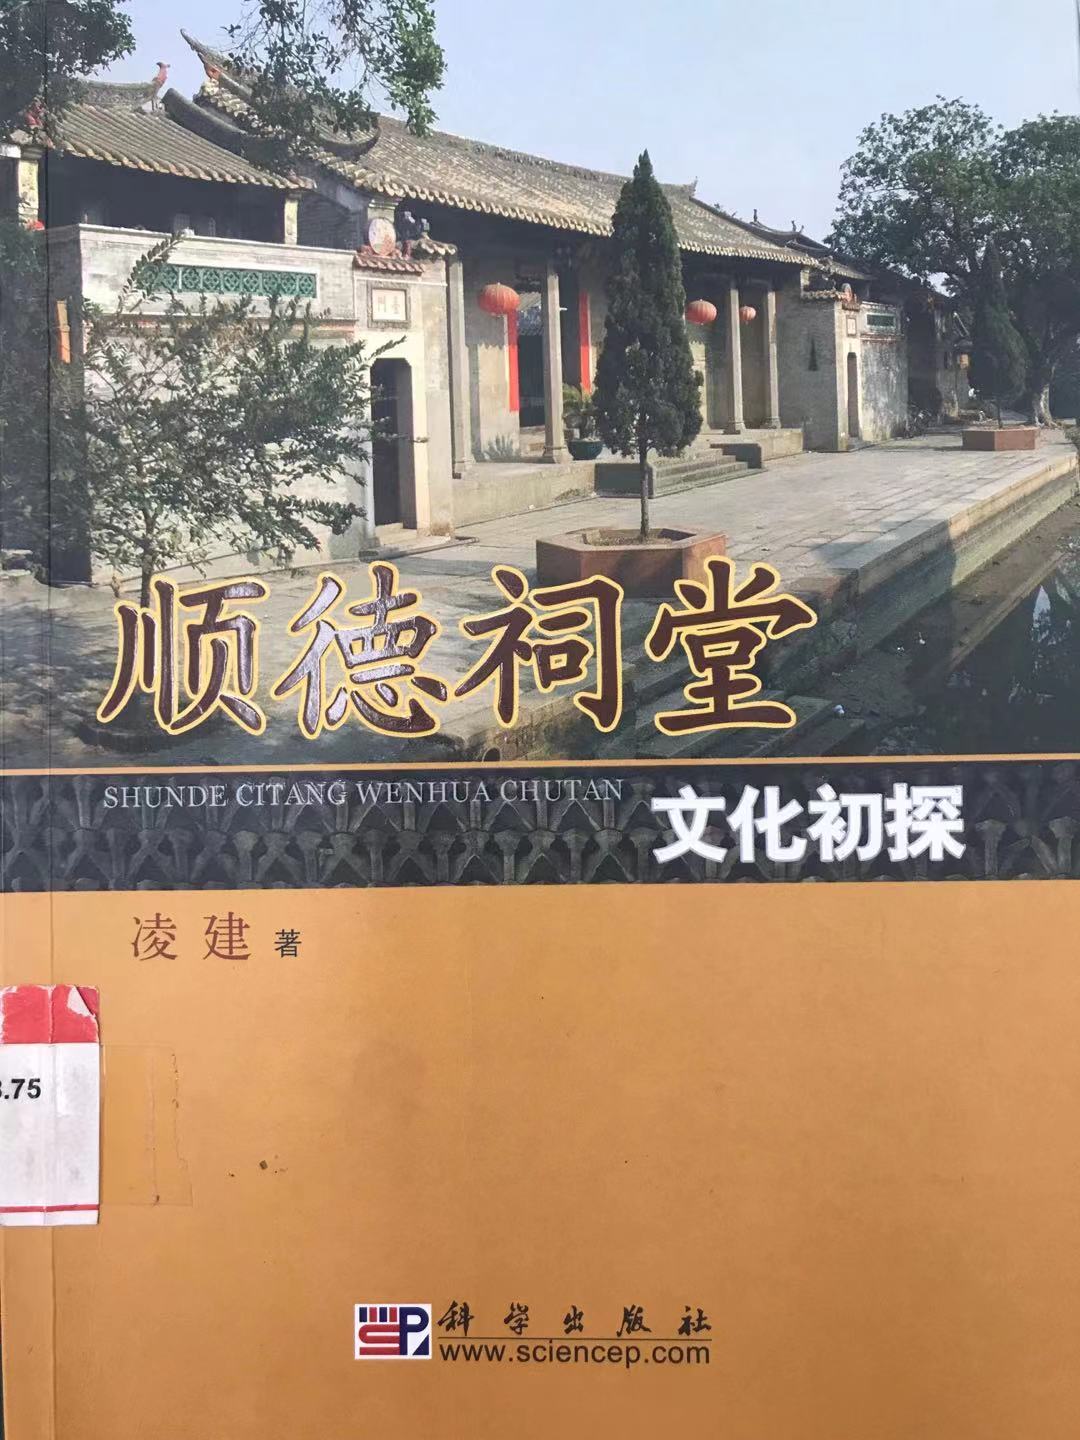 顺德祠堂
SHUNDE CITANG WENHUA CHUTAN
文化初探
凌建 著
.75
科学出版社
www.sciencep.com